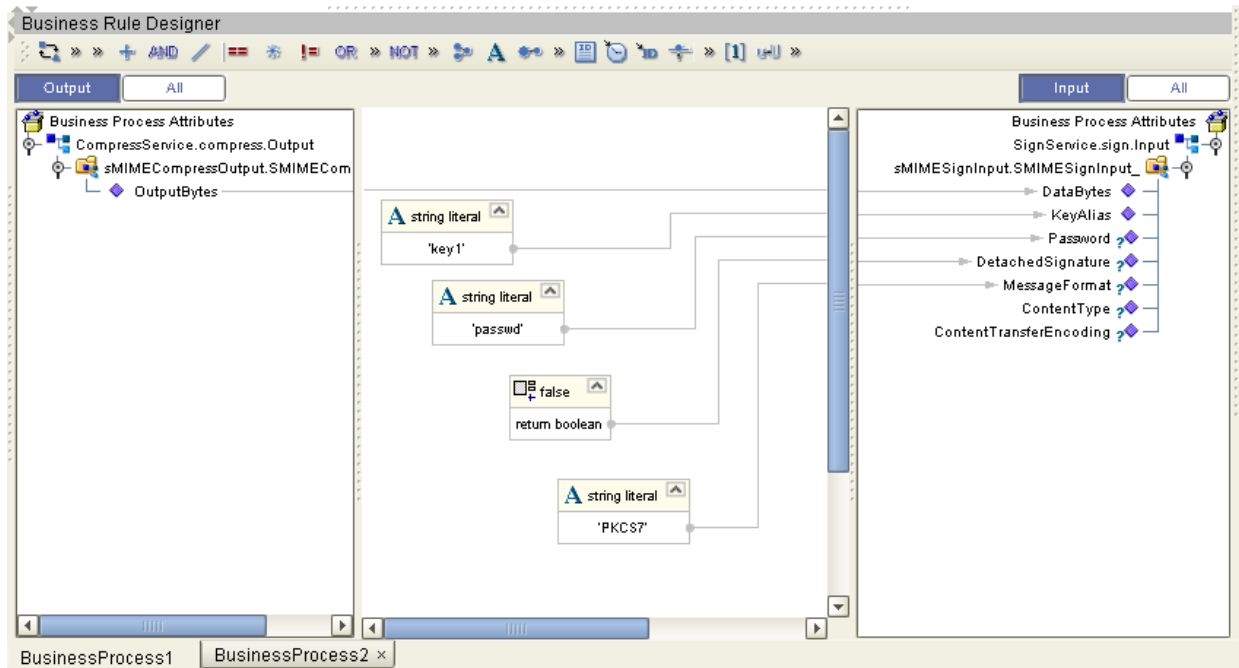 Business Rule Designer
» » AND == != OR » NOT » A » ID ID » [1] »
Output All Input All
Business Process Attributes
CompressService.compress.Output
sMIMECompressOutput.SMIMECom
OutputBytes
A string literal
'key1'
A string literal
'passwd'
false
return boolean
A string literal
'PKCS7'
Business Process Attributes
SignService.sign.Input
sMIMESignInput.SMIMESignInput_
DataBytes
KeyAlias
Password ?
DetachedSignature ?
MessageFormat ?
ContentType ?
ContentTransferEncoding ?
BusinessProcess1 BusinessProcess2 ×